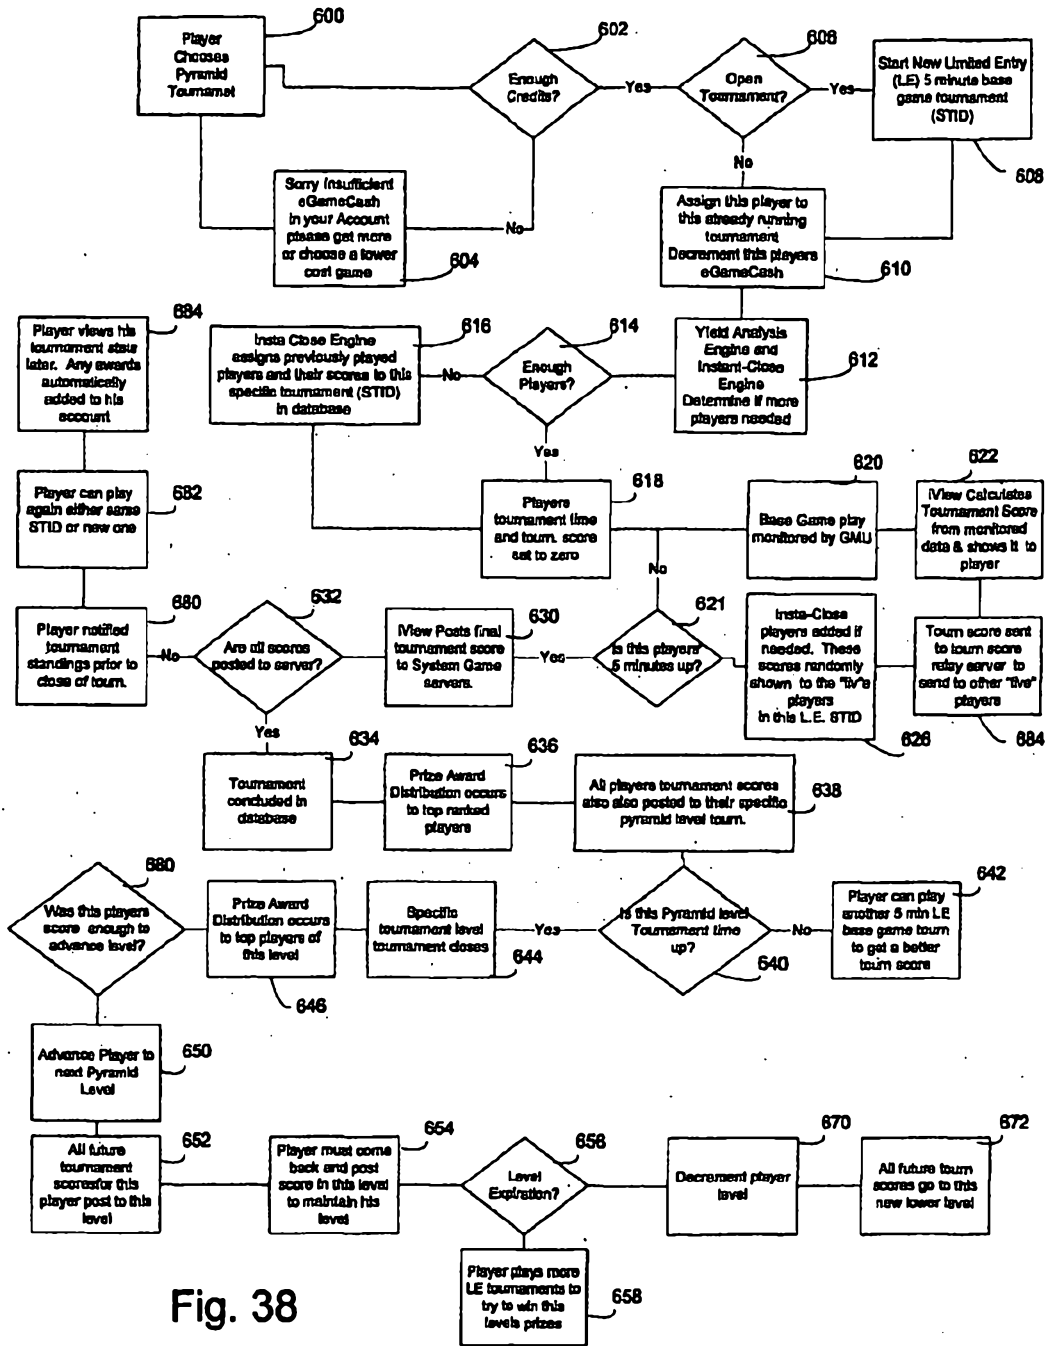 600
Player
Chooses
Pyramid
Tournamet
602
Enough
Credits?
Yes
606
Open
Tournament?
Yes
Start New Limited Entry
(LE) 5 minute base
game tournament
(STID)
608
No
No
Sorry Insufficient
eGameCash
in your Account
please get more
or choose a lower
cost game
604
Assign this player to
this already running
tournament
Decrement this players
eGameCash
610
684
Player views his
tournament stats
later. Any awards
automatically
added to his
account
616
Insta Close Engine
assigns previously played
players and their scores to this
specific tournament (STID)
in database
No
614
Enough
Players?
Yes
Yield Analysis
Engine and
Instant-Close
Engine
Determine if more
players needed
612
682
Player can play
again either same
STID or new one
618
Players
tournament time
and tourn. score
set to zero
No
620
Base Game play
monitored by GMU
622
iView Calculates
Tournament Score
from monitored
data & shows it to
player
680
Player notified
tournament
standings prior to
close of tourn.
No
632
Are all scores
posted to server?
Yes
630
iView Posts final
tournament score
to System Game
servers.
Yes
621
Is this players
5 minutes up?
Insta-Close
players added if
needed. These
scores randomly
shown to the "liv"e
players
in this L.E. STID
626
Tourn score sent
to tourn score
relay server to
send to other "live"
players
684
634
Tournament
concluded in
database
636
Prize Award
Distribution occurs
to top ranked
players
All players tournament scores
also also posted to their specific
pyramid level tourn.
638
680
Was this players
score enough to
advance level?
Prize Award
Distribution occurs
to top players of
this level
646
Specific
tournament level
tournament closes
644
Yes
Is this Pyramid level
Tournament time
up?
640
No
642
Player can play
another 5 min LE
base game tourn
to get a better
tourn score
Advance Player to
next Pyramid
Level
650
652
All future
tournament
scoresfor this
player post to this
level
654
Player must come
back and post
score in this level
to maintain his
level
656
Level
Expiration?
670
Decrement player
level
672
All future tourn
scores go to this
new lower level
Player plays more
LE tournaments to
try to win this
levels prizes
658
Fig. 38